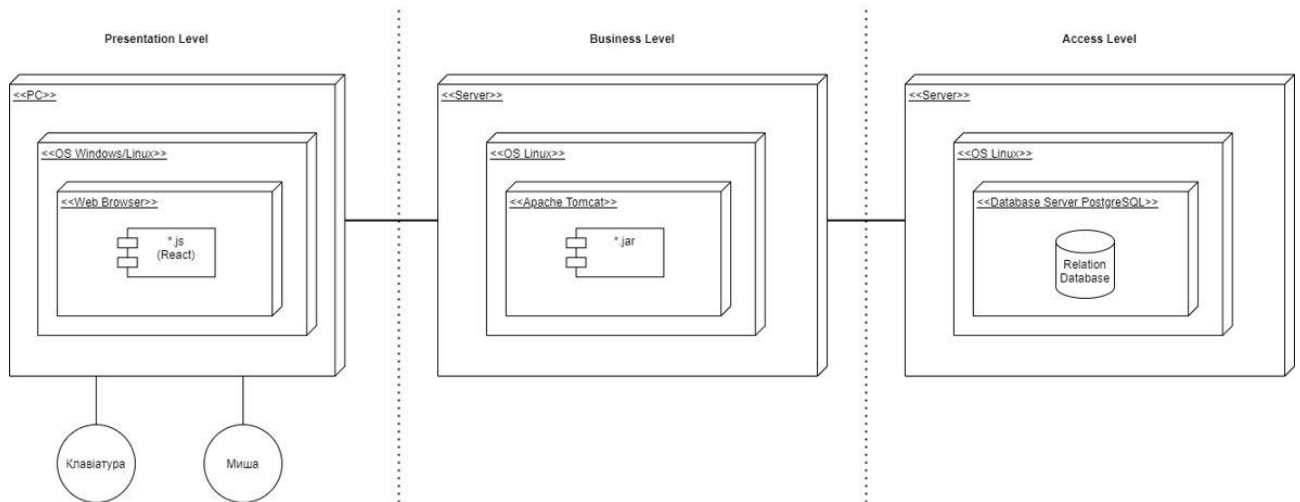 Presentation Level
Business Level
Access Level
<<PC>>
<<OS Windows/Linux>>
<<Web Browser>>
*.js
(React)
Клавіатура
Миша
<<Server>>
<<OS Linux>>
<<Apache Tomcat>>
*.jar
<<Server>>
<<OS Linux>>
<<Database Server PostgreSQL>>
Relation
Database